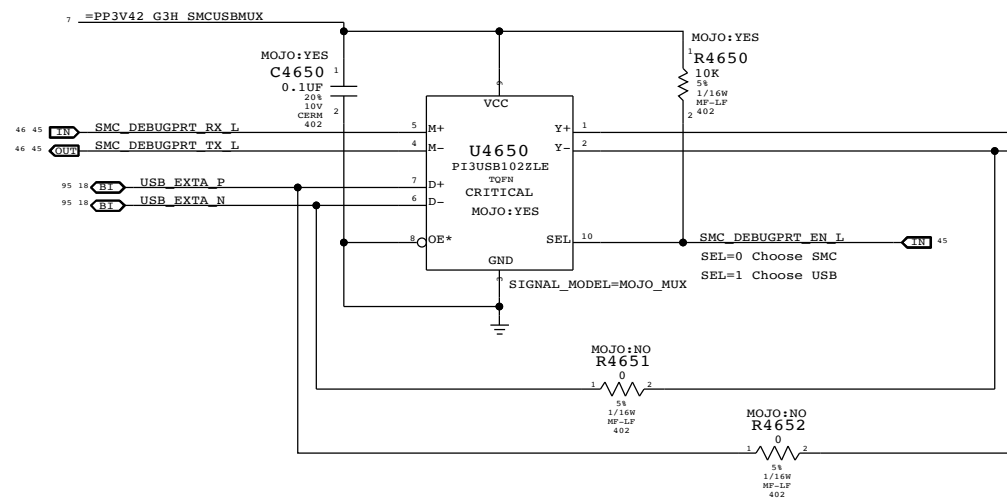 7 =PP3V42_G3H_SMCUSBMUX
MOJO:YES
C4650
0.1UF
20%
10V
CERM
402
1
2
MOJO:YES
R4650
10K
5%
1/16W
MF-LF
402
1
2
9
VCC
46 45 IN SMC_DEBUGPRT_RX_L 5 M+ Y+ 1
46 45 OUT SMC_DEBUGPRT_TX_L 4 M- Y- 2
U4650
PI3USB102ZLE
TQFN
CRITICAL
MOJO:YES
95 18 BI USB_EXTA_P 7 D+
95 18 BI USB_EXTA_N 6 D-
8 OE* SEL 10 SMC_DEBUGPRT_EN_L IN 45
SEL=0 Choose SMC
SEL=1 Choose USB
GND
3
SIGNAL_MODEL=MOJO_MUX
MOJO:NO
R4651
0
1 2
5%
1/16W
MF-LF
402
MOJO:NO
R4652
0
1 2
5%
1/16W
MF-LF
402